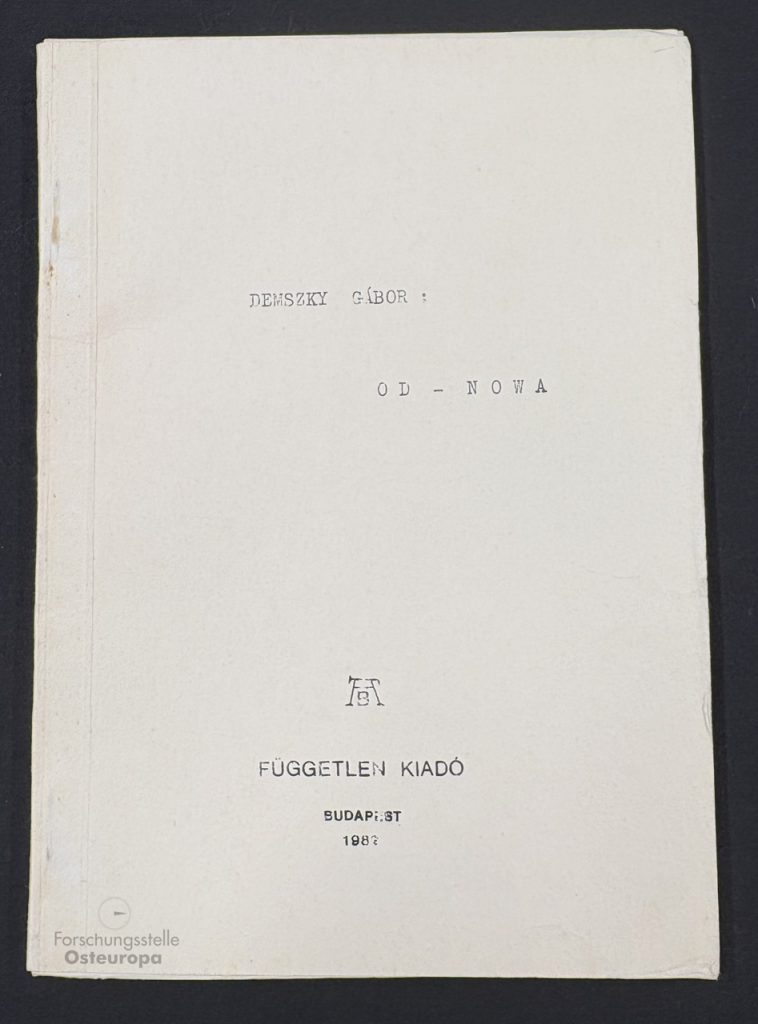 DEMSZKY GÁBOR :
OD - NOWA
FÜGGETLEN KIADÓ
BUDAPEST
Forschungsstelle
Osteuropa